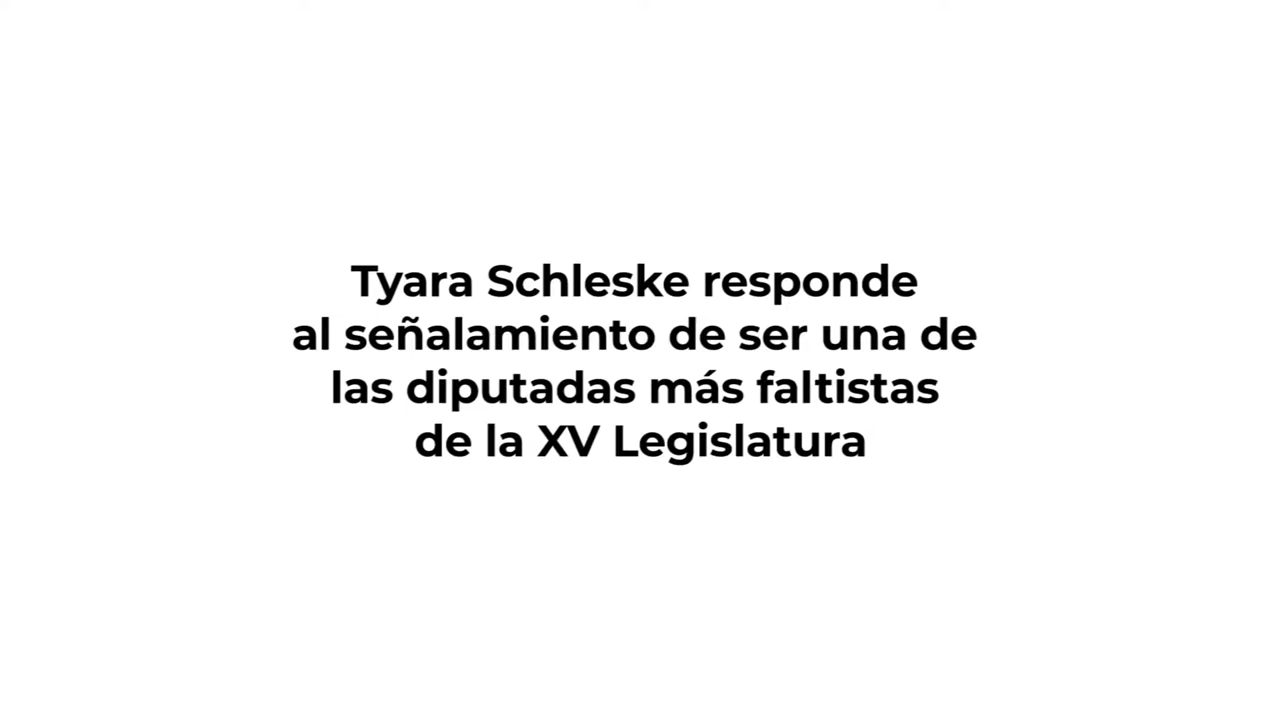 Tyara Schleske responde
al señalamiento de ser una de
las diputadas más faltistas
de la XV Legislatura